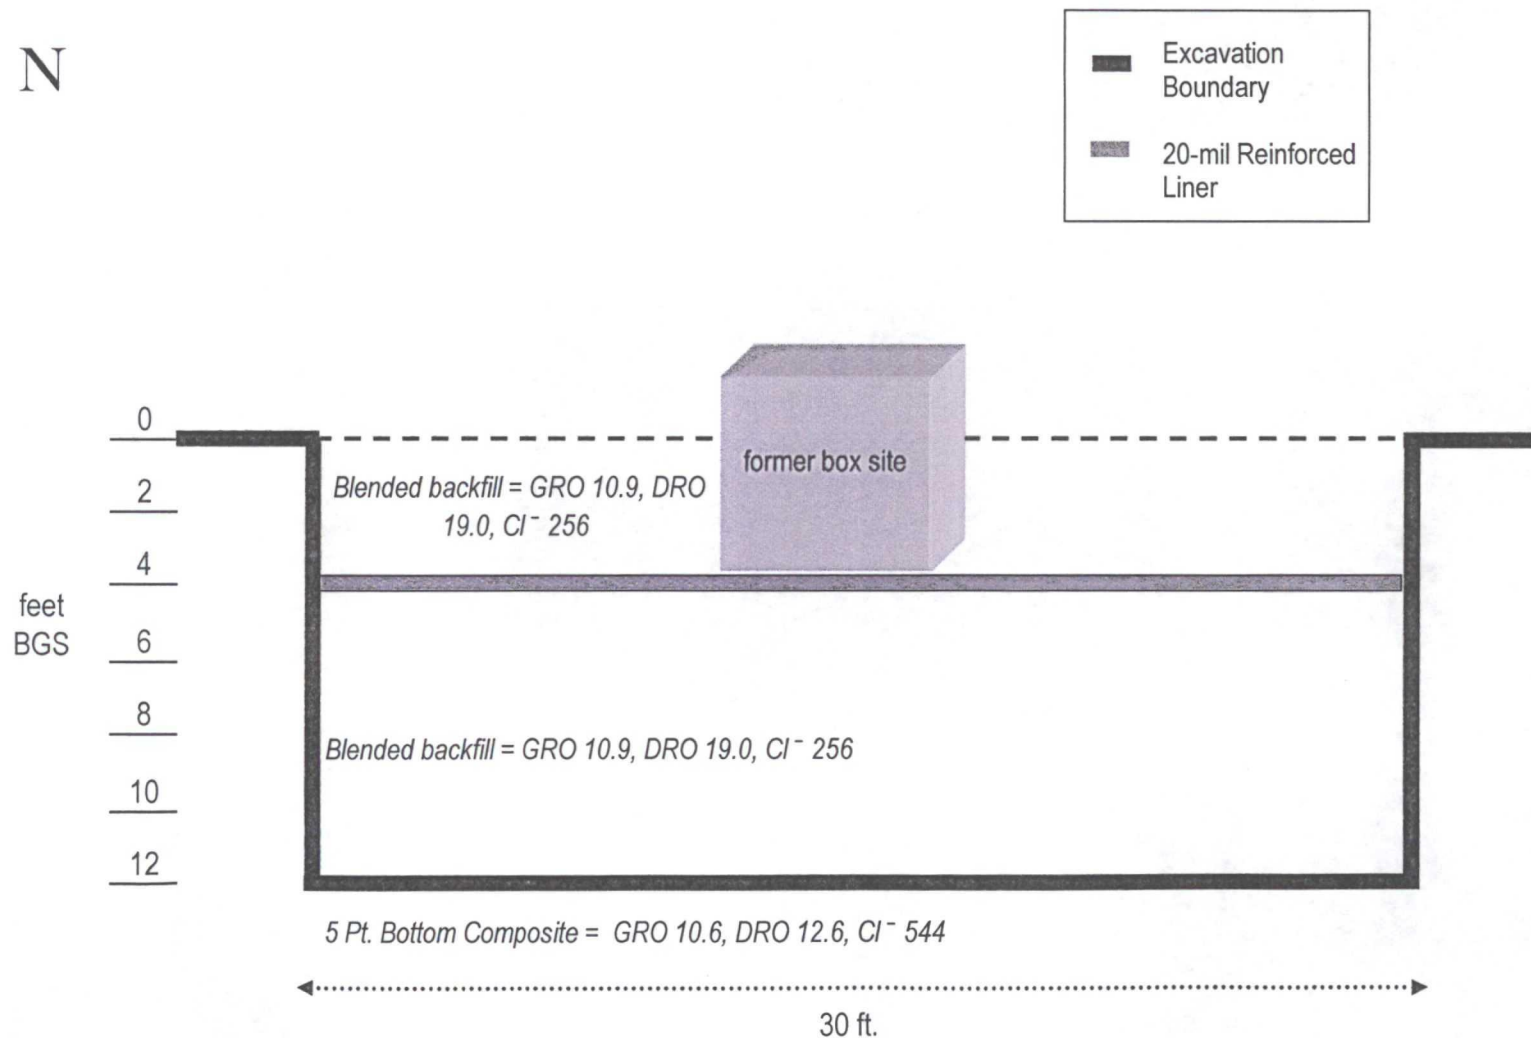 N
Excavation
Boundary
20-mil Reinforced
Liner
0
2
4
6
8
10
12
feet
BGS
former box site
Blended backfill = GRO 10.9, DRO
19.0, Cl⁻ 256
Blended backfill = GRO 10.9, DRO 19.0, Cl⁻ 256
5 Pt. Bottom Composite = GRO 10.6, DRO 12.6, Cl⁻ 544
30 ft.